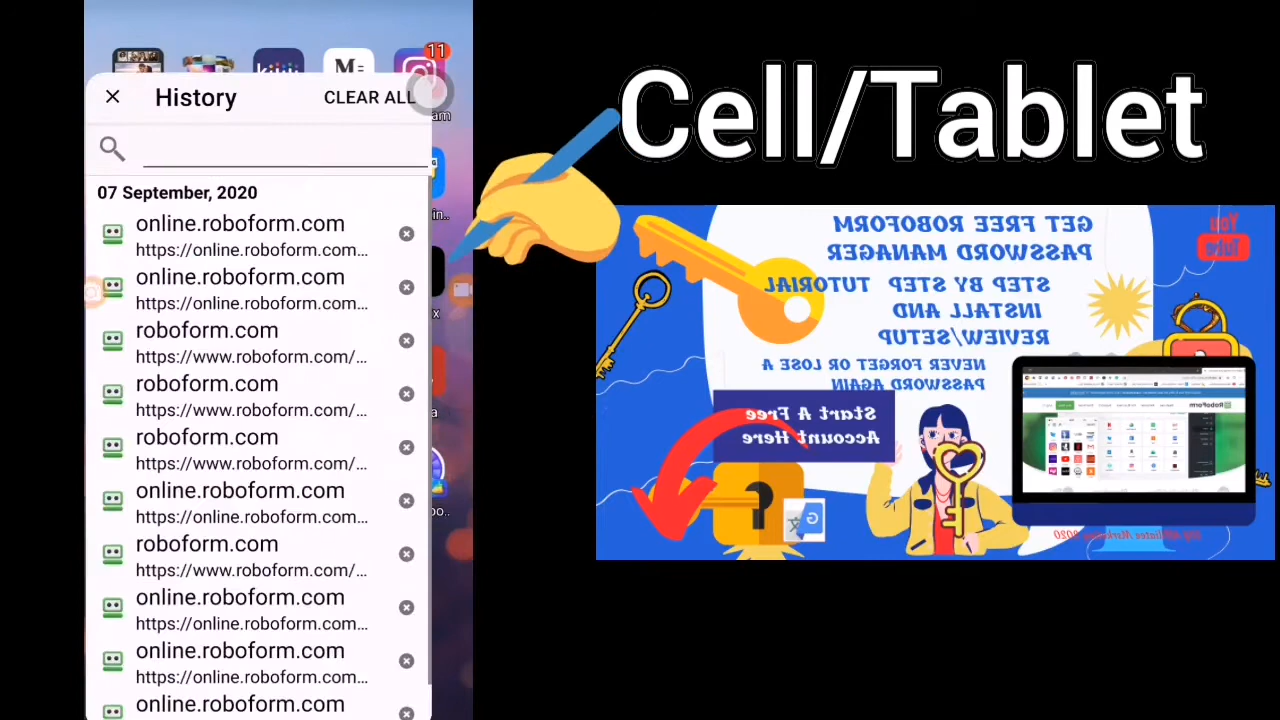 Cell/Tablet
11
History
CLEAR ALL
07 September, 2020
online.roboform.com
https://online.roboform.com...
online.roboform.com
https://online.roboform.com...
roboform.com
https://www.roboform.com/...
roboform.com
https://www.roboform.com/...
roboform.com
https://www.roboform.com/...
online.roboform.com
https://online.roboform.com...
roboform.com
https://www.roboform.com/...
online.roboform.com
https://online.roboform.com...
online.roboform.com
https://online.roboform.com...
online.roboform.com
GET FREE ROBOFORM
PASSWORD MANAGER
STEP BY STEP TUTORIAL
INSTALL AND
REVIEW/SETUP
NEVER FORGET OR LOSE A
PASSWORD AGAIN
Start A Free
Account Here
You
Tube
RoboForm